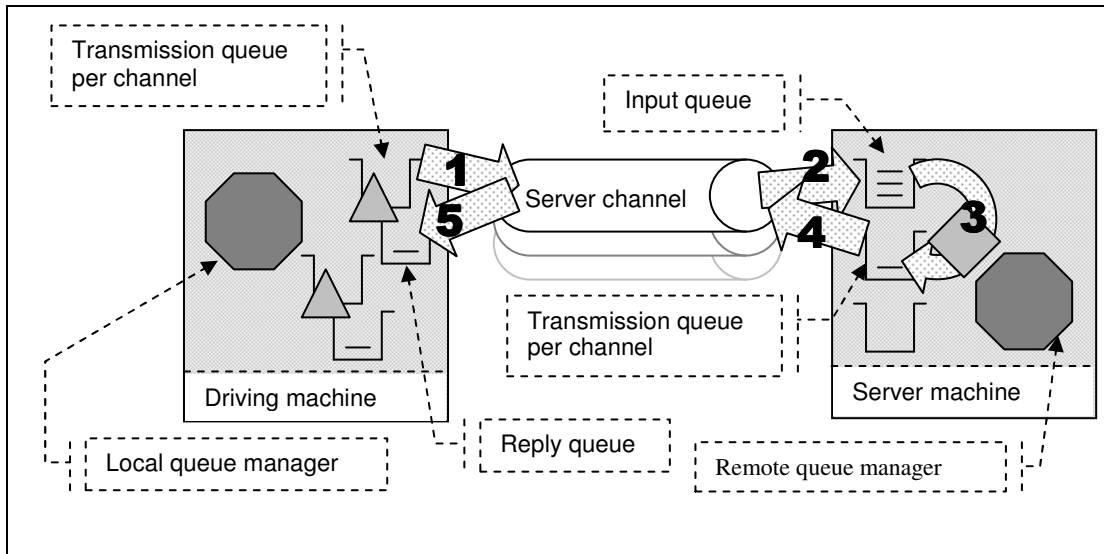 Transmission queue
per channel
Input queue
1
2
Server channel
3
5
4
Transmission queue
per channel
Driving machine
Server machine
Reply queue
Local queue manager
Remote queue manager